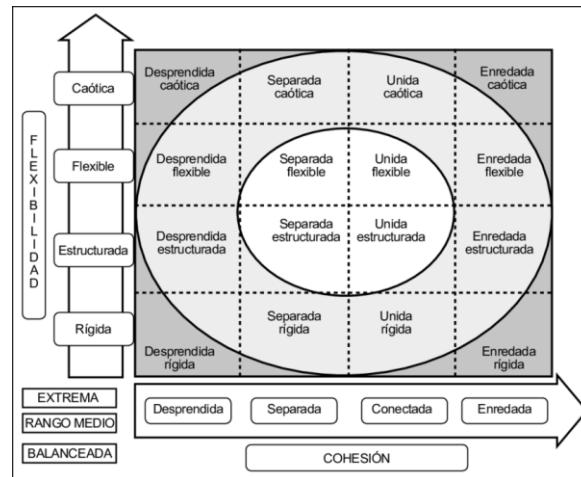 Caótica
Flexible
Estructurada
Rígida
FLEXIBILIDAD
Desprendida
caótica
Separada
caótica
Unida
caótica
Enredada
caótica
Desprendida
flexible
Separada
flexible
Unida
flexible
Enredada
flexible
Desprendida
estructurada
Separada
estructurada
Unida
estructurada
Enredada
estructurada
Desprendida
rígida
Separada
rígida
Unida
rígida
Enredada
rígida
EXTREMA
RANGO MEDIO
BALANCEADA
Desprendida
Separada
Conectada
Enredada
COHESIÓN